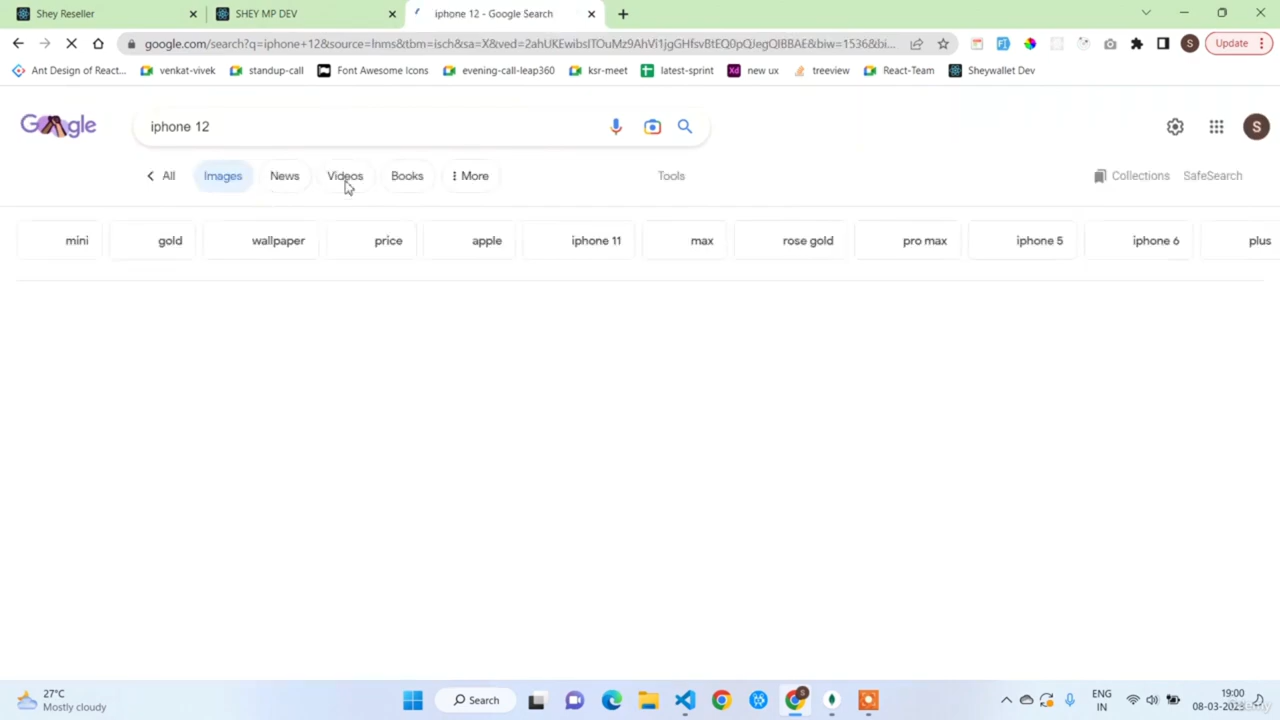 Shey Reseller
SHEY MP DEV
iphone 12 - Google Search
google.com/search?q=iphone+12&source=lnms&tbm=isch&sa=X&ved=2ahUKEwibsITOuMz9AhVi1jgGHfsvBtEQ0pQJegQIBBAE&biw=1536&bi...
Update
Ant Design of React...
venkat-vivek
standup-call
Font Awesome Icons
evening-call-leap360
ksr-meet
latest-sprint
Xd new ux
treeview
React-Team
Sheywallet Dev
Google
iphone 12
S
All
Images
News
Videos
Books
More
Tools
Collections
SafeSearch
mini
gold
wallpaper
price
apple
iphone 11
max
rose gold
pro max
iphone 5
iphone 6
plus
27°C
Mostly cloudy
Search
ENG
IN
19:00
08-03-2023